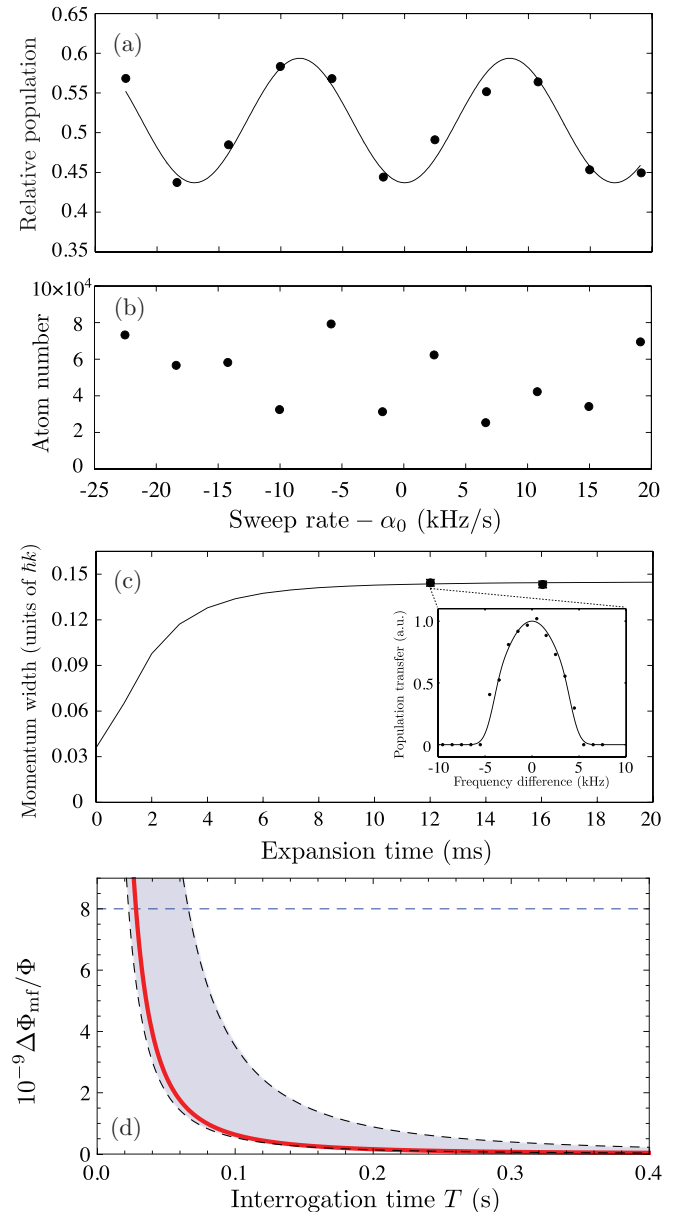 0.65
(a)
0.55
0.45
0.4
0.35
Relative population
10×10⁴
(b)
8
6
4
2
0
Atom number
-25 -20 -15 -10 -5 0 5 10 15 20
Sweep rate – α₀ (kHz/s)
0.15
(c)
0.12
0.09
0.06
0.03
0
Momentum width (units of ℏk)
1.0
0.5
0
Population transfer (a.u.)
-10 -5 0 5 10
Frequency difference (kHz)
0 2 4 6 8 10 12 14 16 18 20
Expansion time (ms)
8
6
4
2
(d)
0
10⁻⁹ ΔΦmf/Φ
0.0 0.1 0.2 0.3 0.4
Interrogation time T (s)